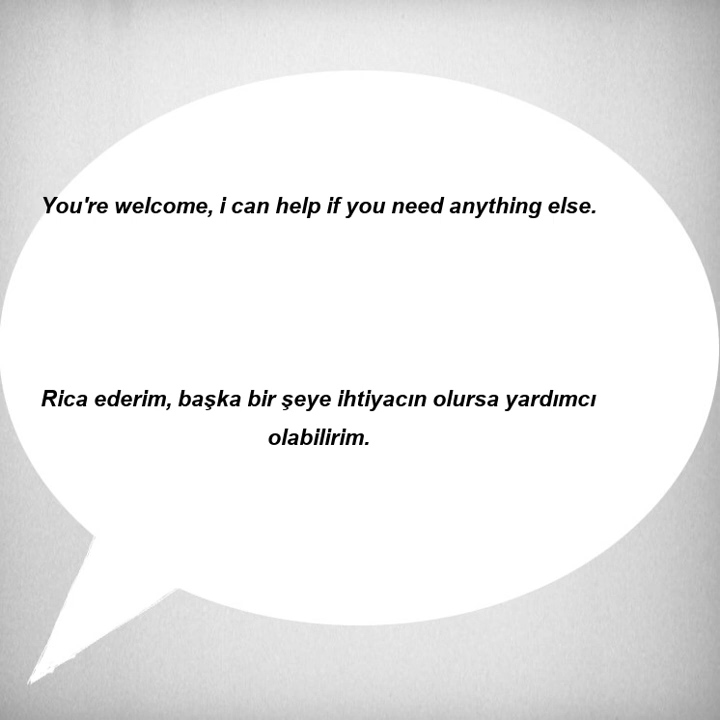 You're welcome, i can help if you need anything else.
Rica ederim, başka bir şeye ihtiyacın olursa yardımcı
olabilirim.